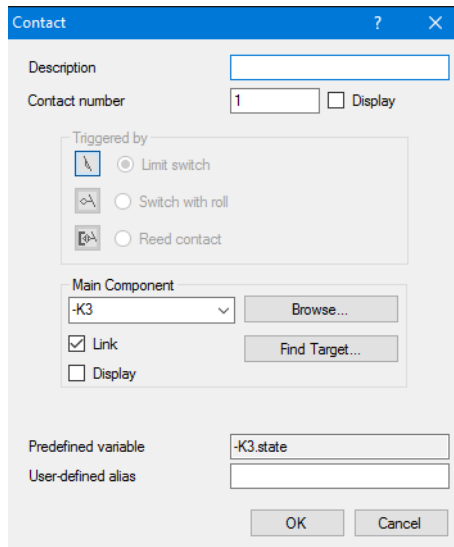 Contact ?
Description
Contact number 1 Display
Triggered by
Limit switch
Switch with roll
Reed contact
Main Component
-K3 Browse...
Link Find Target...
Display
Predefined variable -K3.state
User-defined alias
OK Cancel